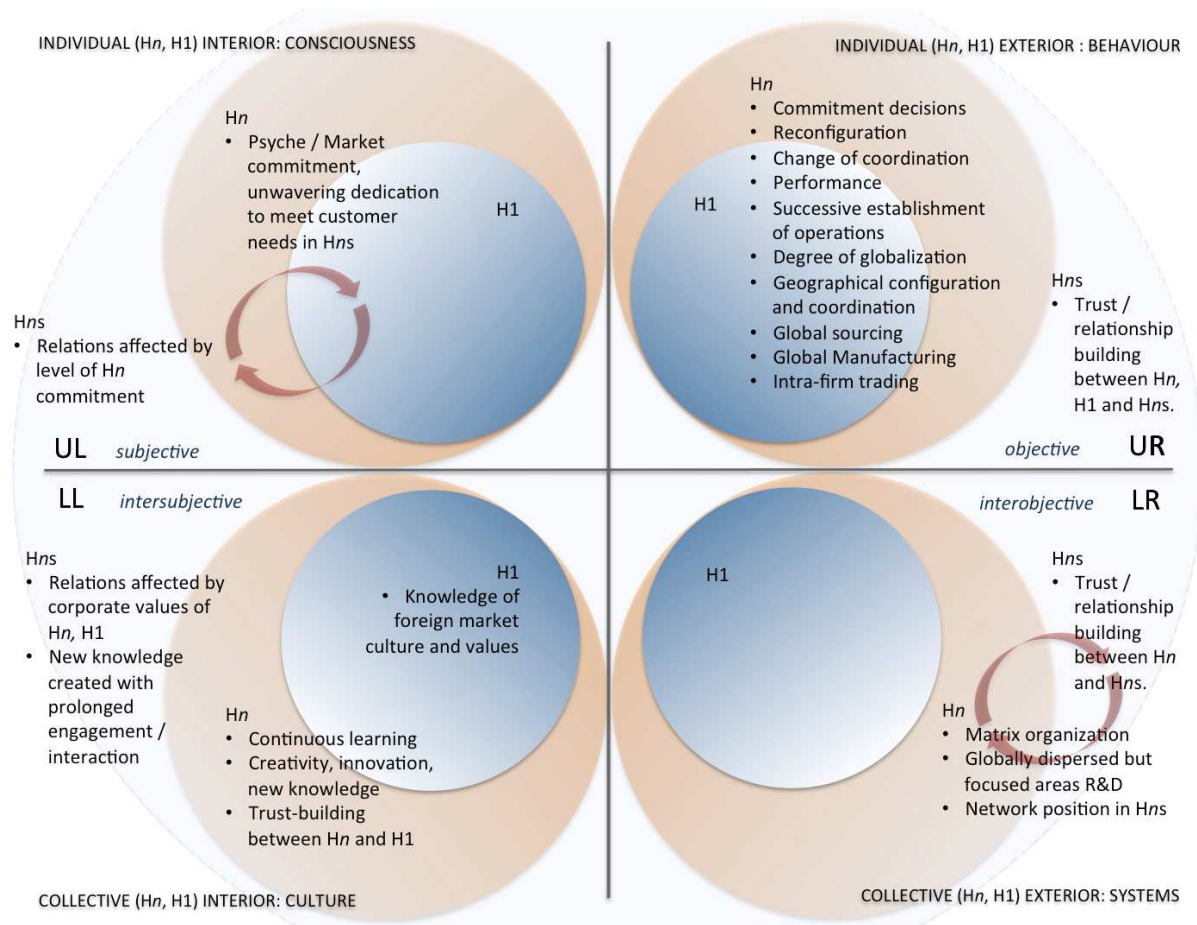 INDIVIDUAL (Hn, H1) INTERIOR: CONSCIOUSNESS
Hn
• Psyche / Market
commitment,
unwavering dedication
to meet customer
needs in Hns
H1
Hns
• Relations affected by
level of Hn
commitment
UL subjective
INDIVIDUAL (Hn, H1) EXTERIOR : BEHAVIOUR
Hn
• Commitment decisions
• Reconfiguration
• Change of coordination
• Performance
• Successive establishment
of operations
• Degree of globalization
• Geographical configuration
and coordination
• Global sourcing
• Global Manufacturing
• Intra-firm trading
H1
Hns
• Trust /
relationship
building
between Hn,
H1 and Hns.
objective UR
LL intersubjective
Hns
• Relations affected by
corporate values of
Hn, H1
• New knowledge
created with
prolonged
engagement /
interaction
H1
• Knowledge of
foreign market
culture and values
Hn
• Continuous learning
• Creativity, innovation,
new knowledge
• Trust-building
between Hn and H1
COLLECTIVE (Hn, H1) INTERIOR: CULTURE
interobjective LR
H1
Hns
• Trust /
relationship
building
between Hn
and Hns.
Hn
• Matrix organization
• Globally dispersed but
focused areas R&D
• Network position in Hns
COLLECTIVE (Hn, H1) EXTERIOR: SYSTEMS